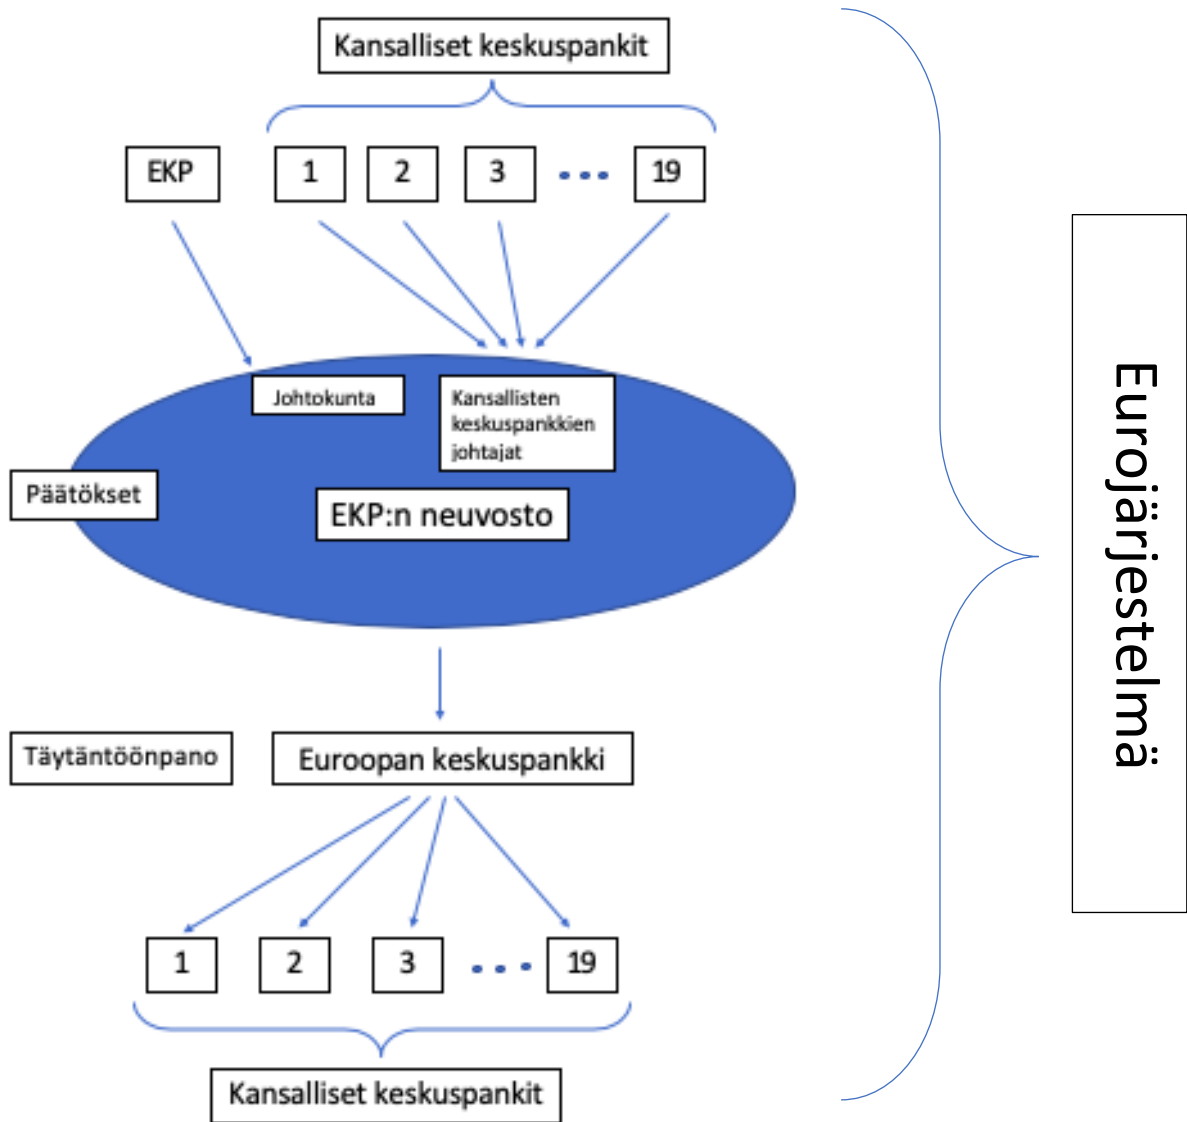 Kansalliset keskuspankit
EKP
1
2
3
19
Johtokunta
Kansallisten
keskuspankkien
johtajat
Päätökset
EKP:n neuvosto
Täytäntöönpano
Euroopan keskuspankki
1
2
3
19
Kansalliset keskuspankit
Eurojärjestelmä